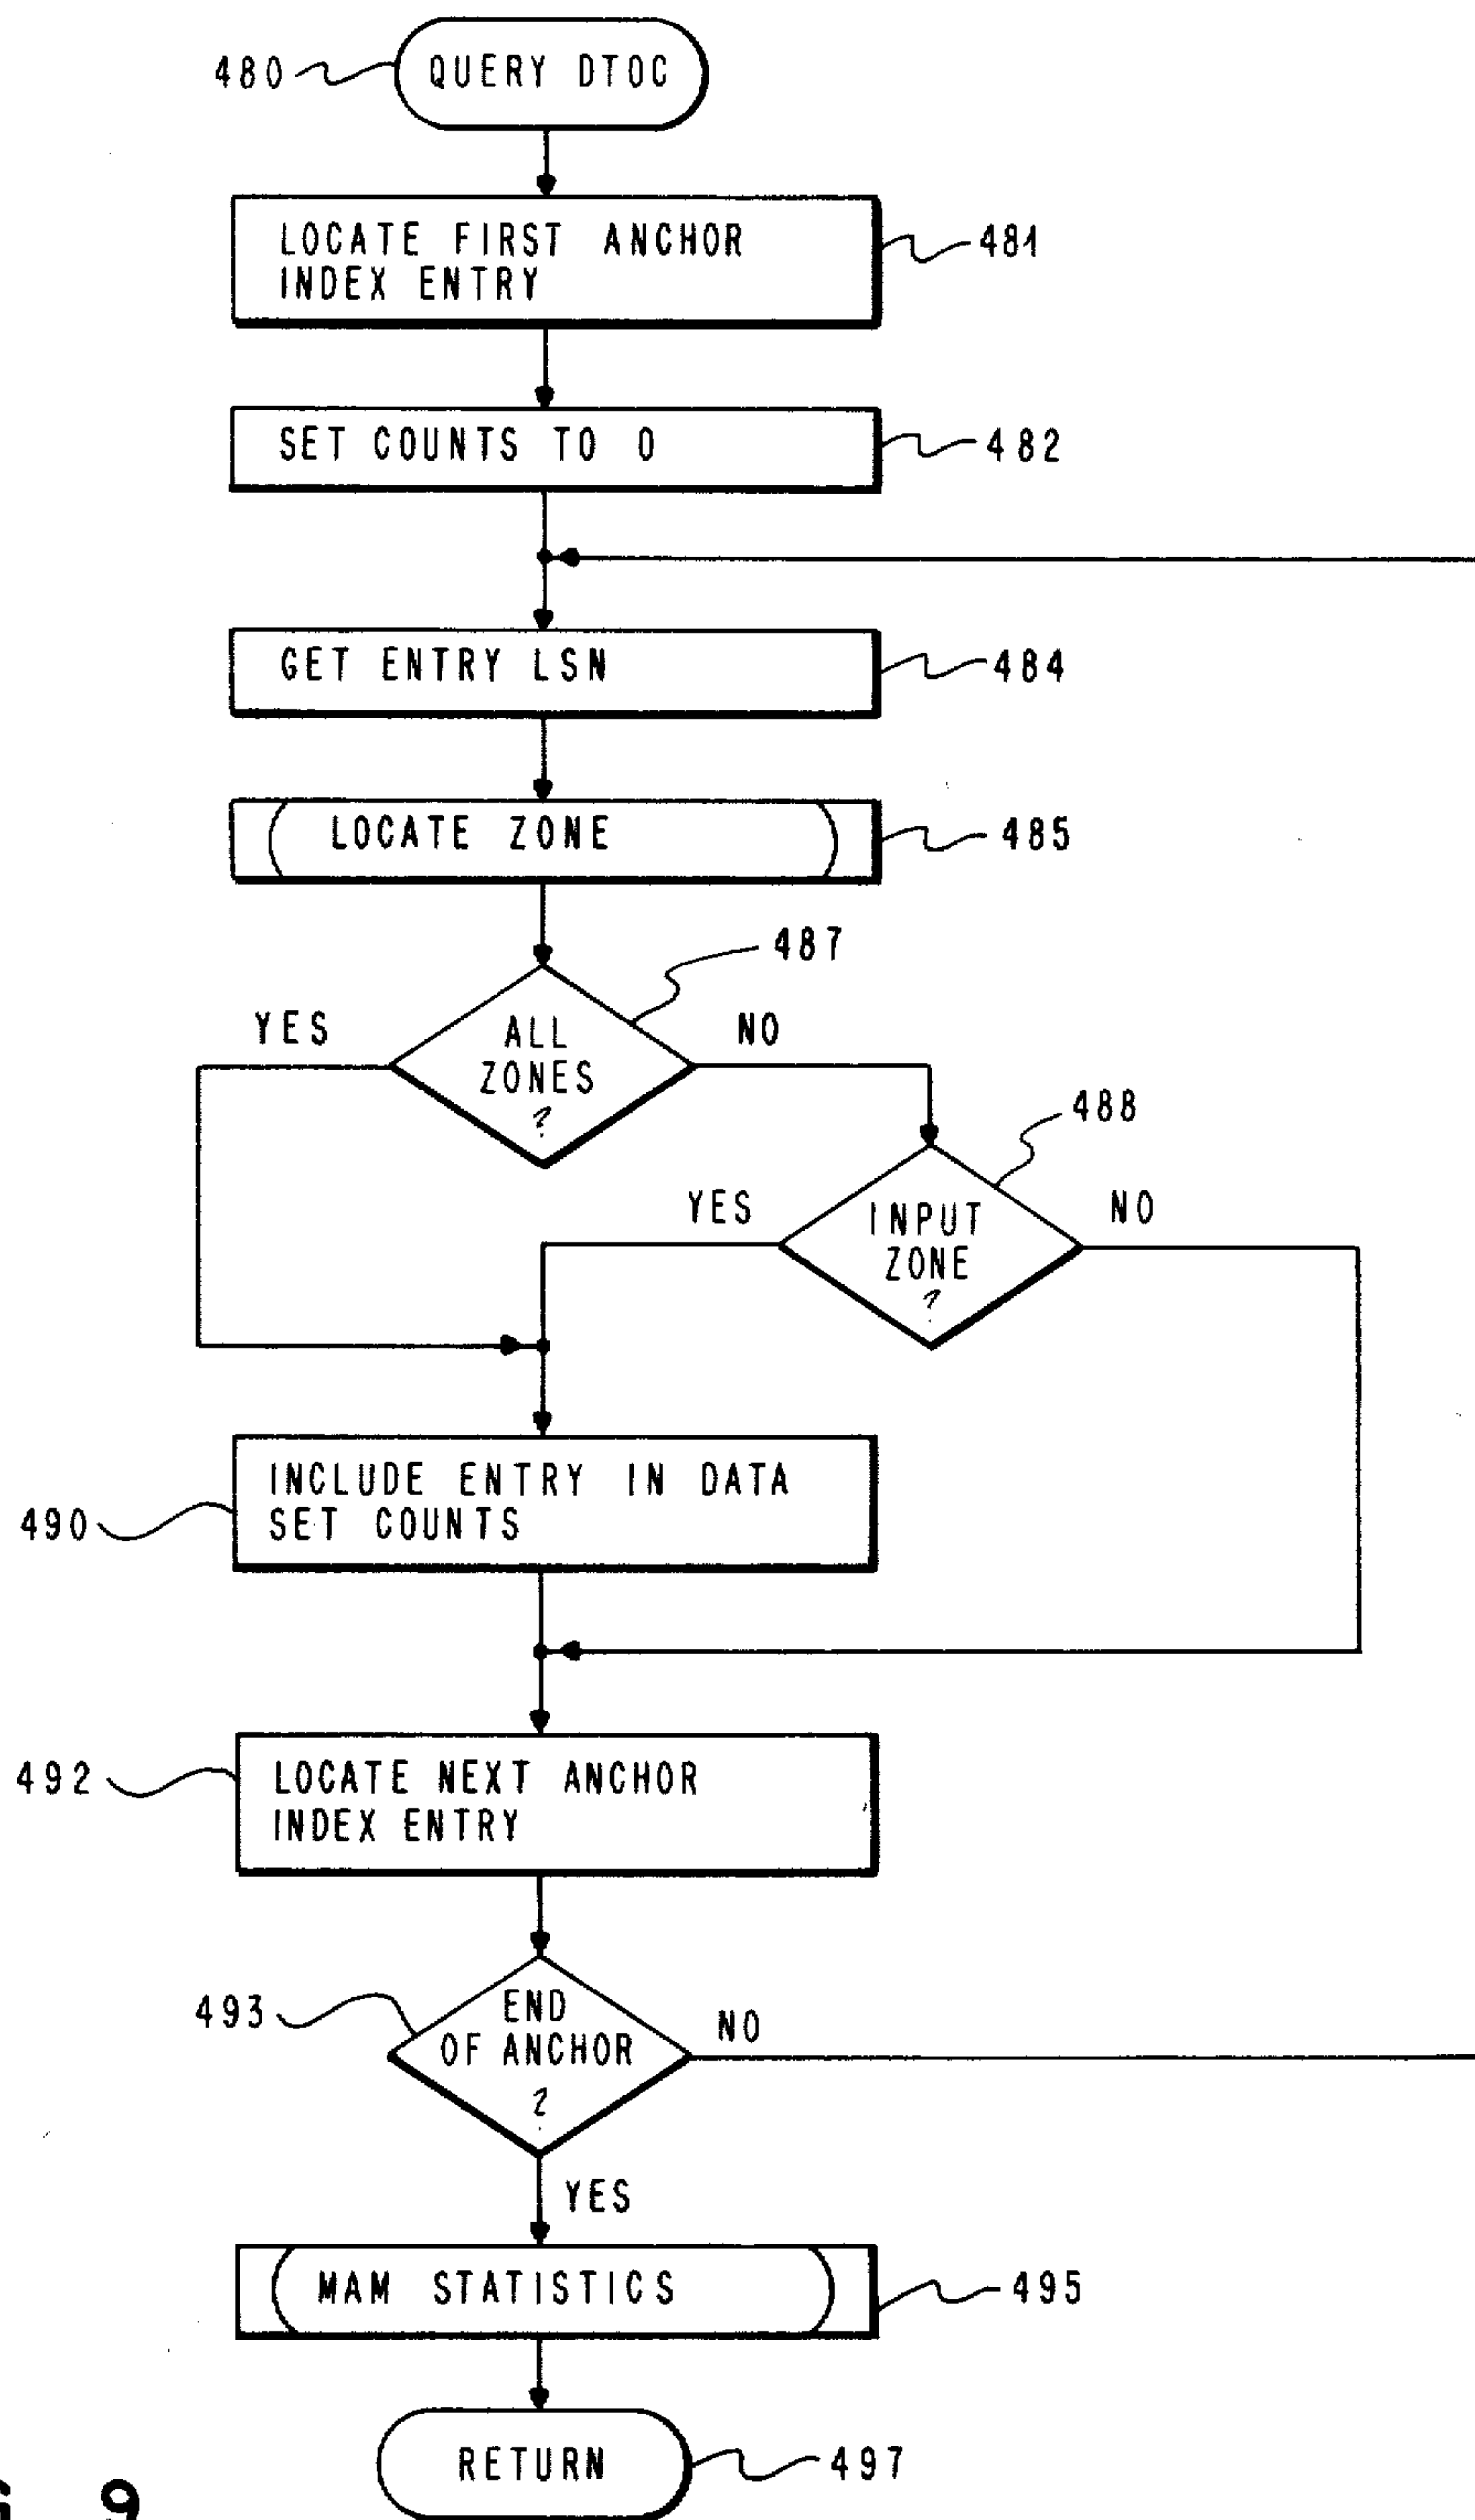 480
QUERY DTOC
LOCATE FIRST ANCHOR
INDEX ENTRY
481
SET COUNTS TO 0
482
GET ENTRY LSN
484
LOCATE ZONE
485
487
YES
ALL
ZONES
?
NO
488
YES
INPUT
ZONE
?
NO
490
INCLUDE ENTRY IN DATA
SET COUNTS
492
LOCATE NEXT ANCHOR
INDEX ENTRY
493
END
OF ANCHOR
?
NO
YES
MAM STATISTICS
495
RETURN
497
9